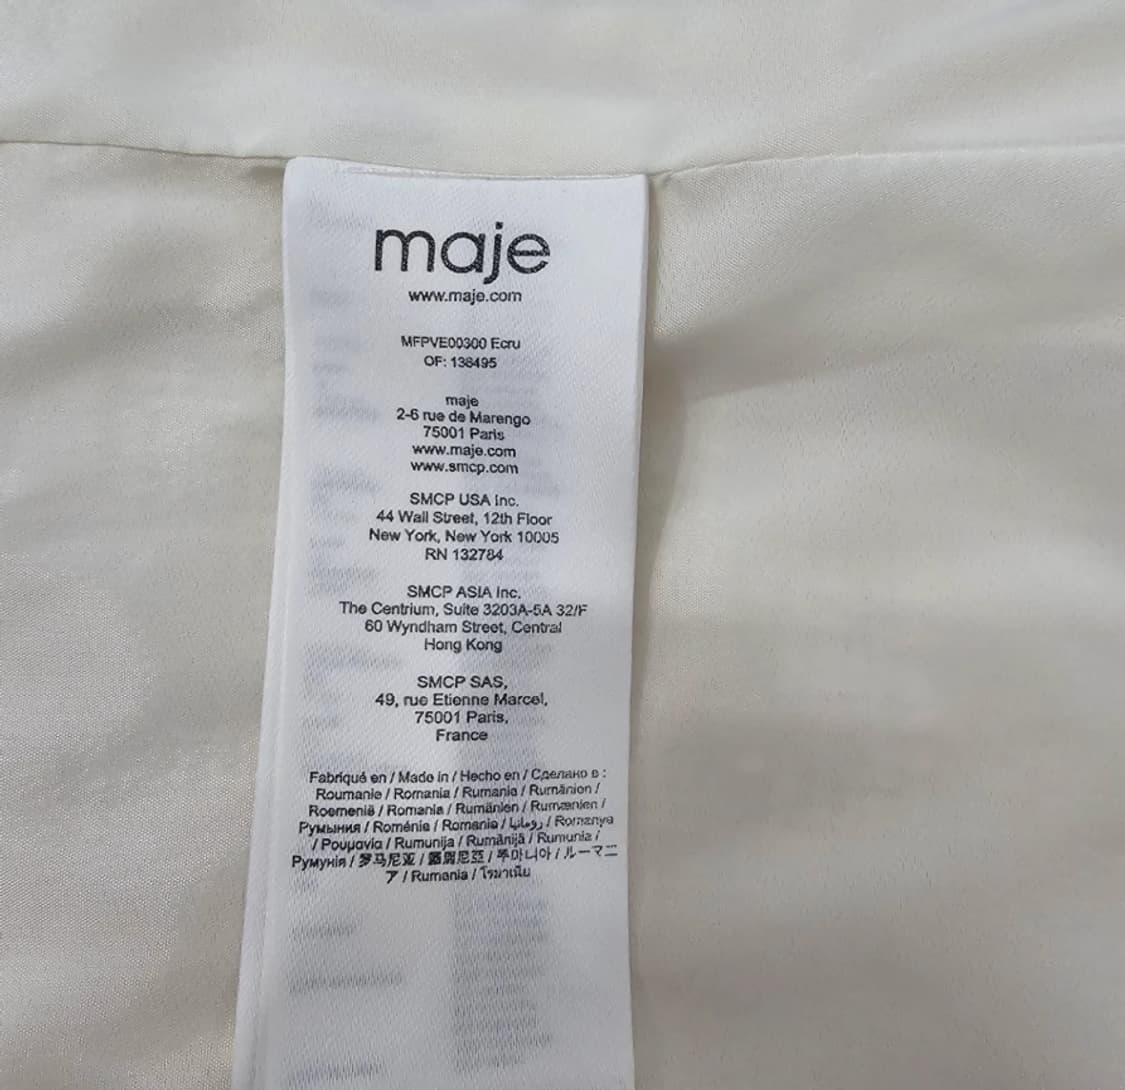 maje
www.maje.com
MFPVE00300 Ecru
OF: 138495
maje
2-6 rue de Marengo
75001 Paris
www.maje.com
www.smcp.com
SMCP USA Inc.
44 Wall Street, 12th Floor
New York, New York 10005
RN 132784
SMCP ASIA Inc.
The Centrium, Suite 3203A-5A 32/F
60 Wyndham Street, Central
Hong Kong
SMCP SAS,
49, rue Etienne Marcel,
75001 Paris,
France
Fabriqué en / Made in / Hecho en / Сделано в :
Roumanie / Romania / Rumania / Rumänien /
Roemenië / Romania / Rumänien / Rumænien /
Румыния / Roménia / Romania / رومانيا / Romanya
/ Ρουμανία / Rumunija / Rumānijā / Rumunia /
Румунія / 罗马尼亚 / 羅馬尼亞 / 루마니아 / ルーマニ
ア / Rumania / โรมาเนีย